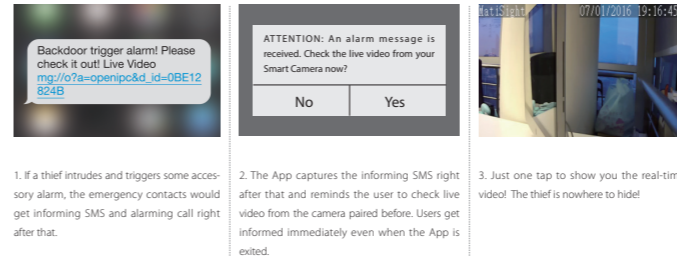 Backdoor trigger alarm! Please
check it out! Live Video
mg://o?a=openipc&d_id=0BE12
824B
ATTENTION: An alarm message is
received. Check the live video from your
Smart Camera now?
No
Yes
07/01/2016 19:16:45
1. If a thief intrudes and triggers some acces-
sory alarm, the emergency contacts would
get informing SMS and alarming call right
after that.
2. The App captures the informing SMS right
after that and reminds the user to check live
video from the camera paired before. Users get
informed immediately even when the App is
exited.
3. Just one tap to show you the real-tim
video! The thief is nowhere to hide!